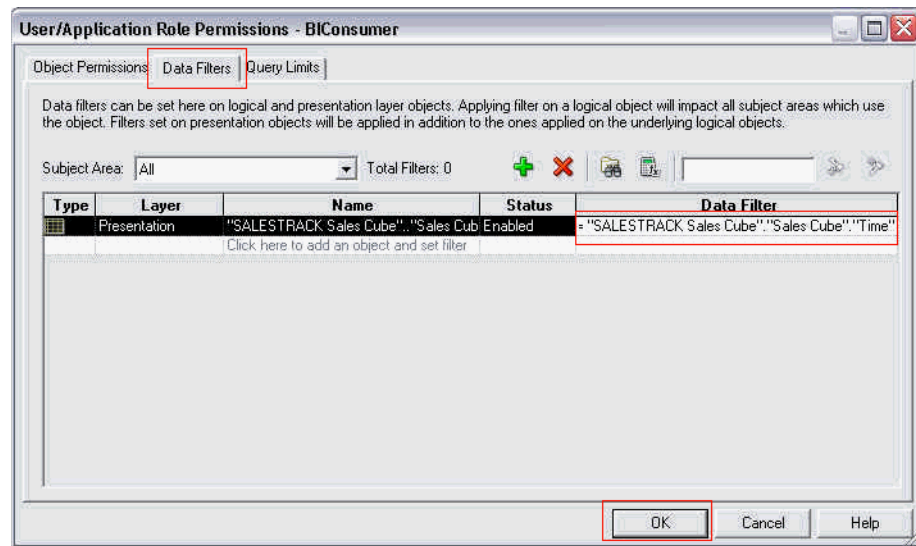 User/Application Role Permissions - BIConsumer
Object Permissions Data Filters Query Limits
Data filters can be set here on logical and presentation layer objects. Applying filter on a logical object will impact all subject areas which use
the object. Filters set on presentation objects will be applied in addition to the ones applied on the underlying logical objects.
Subject Area: All Total Filters: 0
Type Layer Name Status Data Filter
Presentation "SALESTRACK Sales Cube".."Sales Cub Enabled = "SALESTRACK Sales Cube"."Sales Cube"."Time"
Click here to add an object and set filter
OK Cancel Help